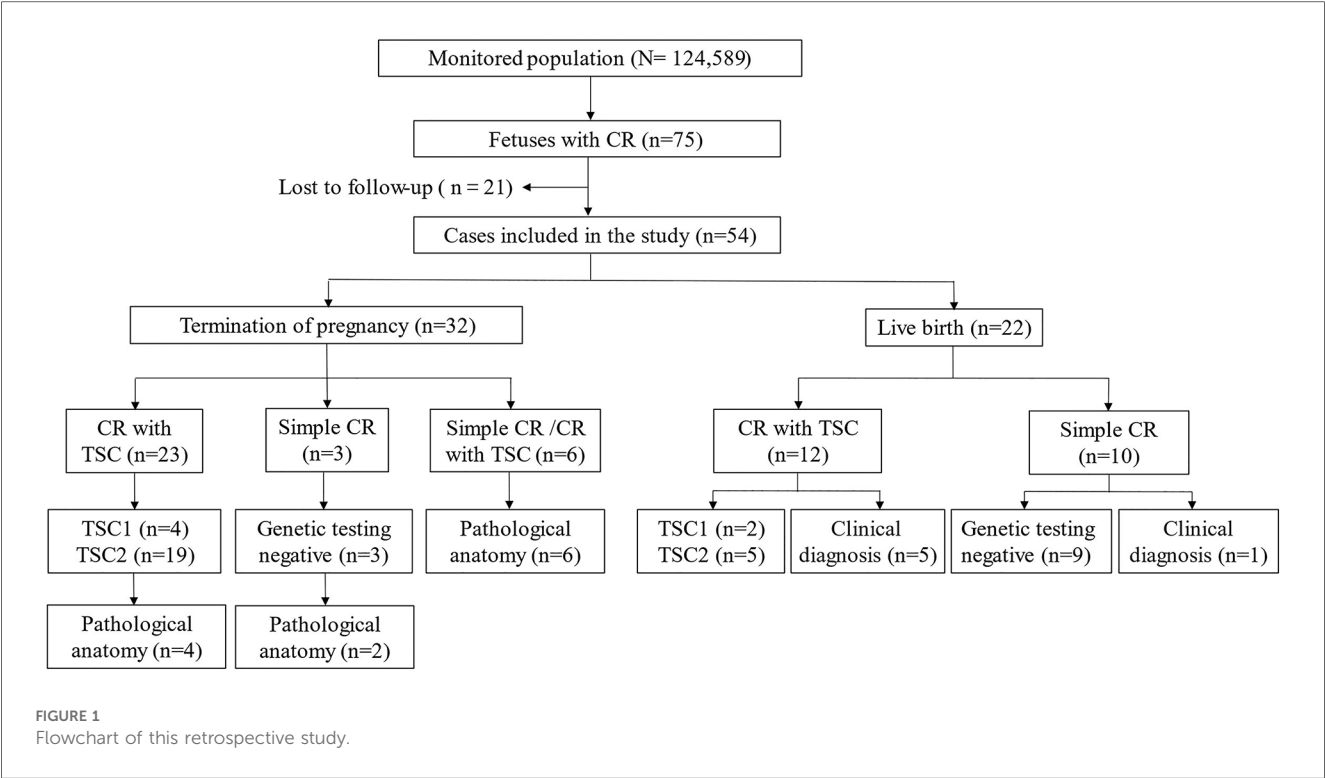 Monitored population (N= 124,589)
Fetuses with CR (n=75)
Lost to follow-up ( n = 21)
Cases included in the study (n=54)
Termination of pregnancy (n=32)
Live birth (n=22)
CR with
TSC (n=23)
Simple CR
(n=3)
Simple CR /CR
with TSC (n=6)
CR with TSC
(n=12)
Simple CR
(n=10)
TSC1 (n=4)
TSC2 (n=19)
Genetic testing
negative (n=3)
Pathological
anatomy (n=6)
TSC1 (n=2)
TSC2 (n=5)
Clinical
diagnosis (n=5)
Genetic testing
negative (n=9)
Clinical
diagnosis (n=1)
Pathological
anatomy (n=4)
Pathological
anatomy (n=2)
FIGURE 1
Flowchart of this retrospective study.